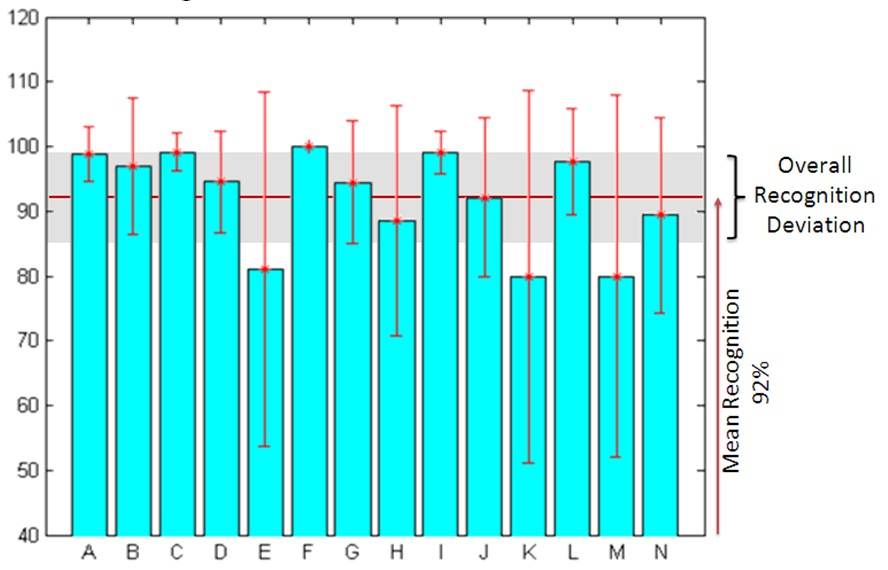 120
110
100
90
80
70
60
50
40
A B C D E F G H I J K L M N
Overall
Recognition
Deviation
Mean Recognition
92%